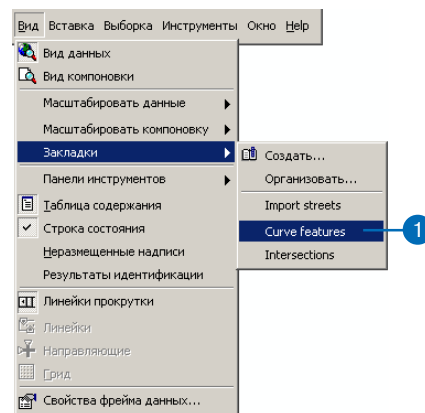 Вид Вставка Выборка Инструменты Окно Help
Вид данных
Вид компоновки
Масштабировать данные
Масштабировать компоновку
Закладки
Создать...
Панели инструментов
Организовать...
Таблица содержания
Import streets
Строка состояния
Curve features
1
Неразмещенные надписи
Intersections
Результаты идентификации
Линейки прокрутки
Линейки
Направляющие
Грид
Свойства фрейма данных...